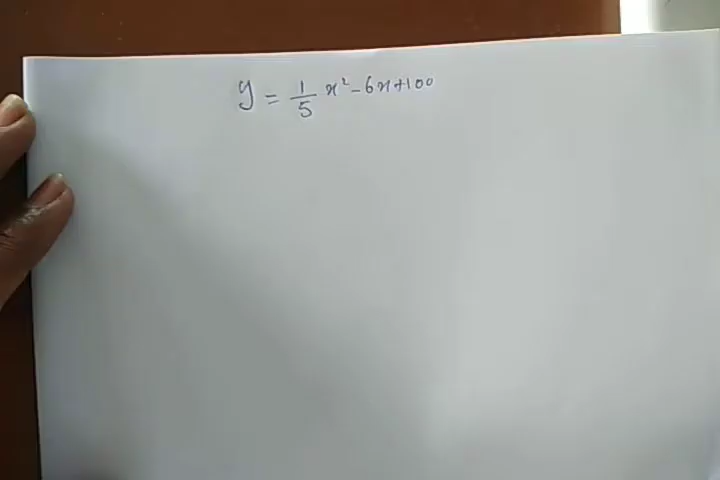 y = 1/5 x² - 6x + 100